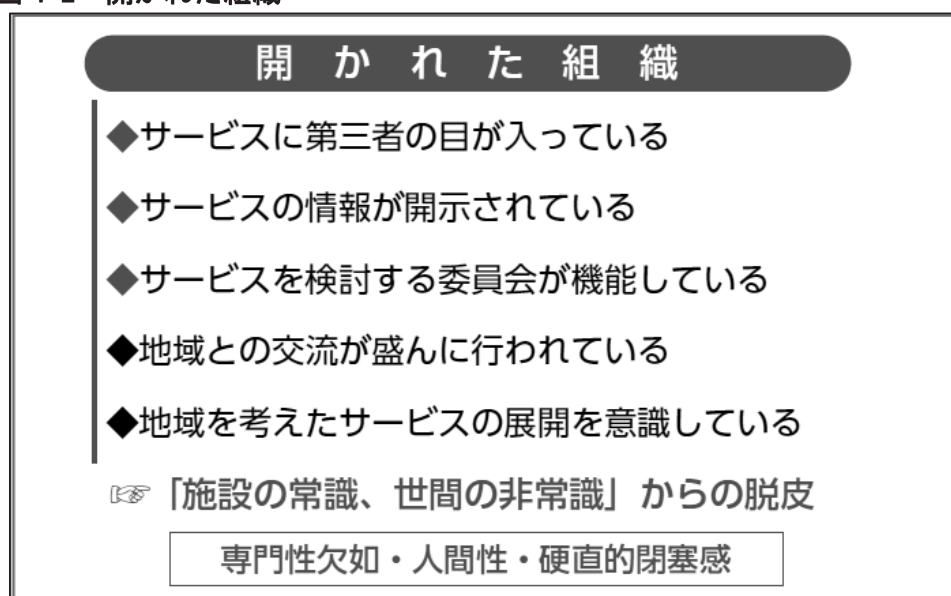 開かれた組織
◆サービスに第三者の目が入っている
◆サービスの情報が開示されている
◆サービスを検討する委員会が機能している
◆地域との交流が盛んに行われている
◆地域を考えたサービスの展開を意識している
☞「施設の常識、世間の非常識」からの脱皮
専門性欠如・人間性・硬直的閉塞感